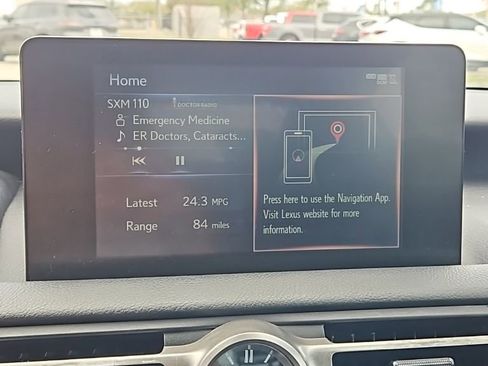 Home
SXM 110 DOCTOR RADIO
Emergency Medicine
ER Doctors, Cataracts...
Latest 24.3 MPG
Range 84 miles
Press here to use the Navigation App.
Visit Lexus website for more
information.